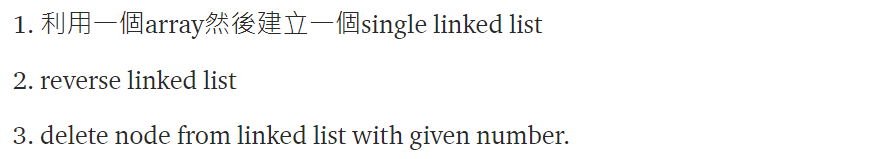 1. 利用一個array然後建立一個single linked list
2. reverse linked list
3. delete node from linked list with given number.